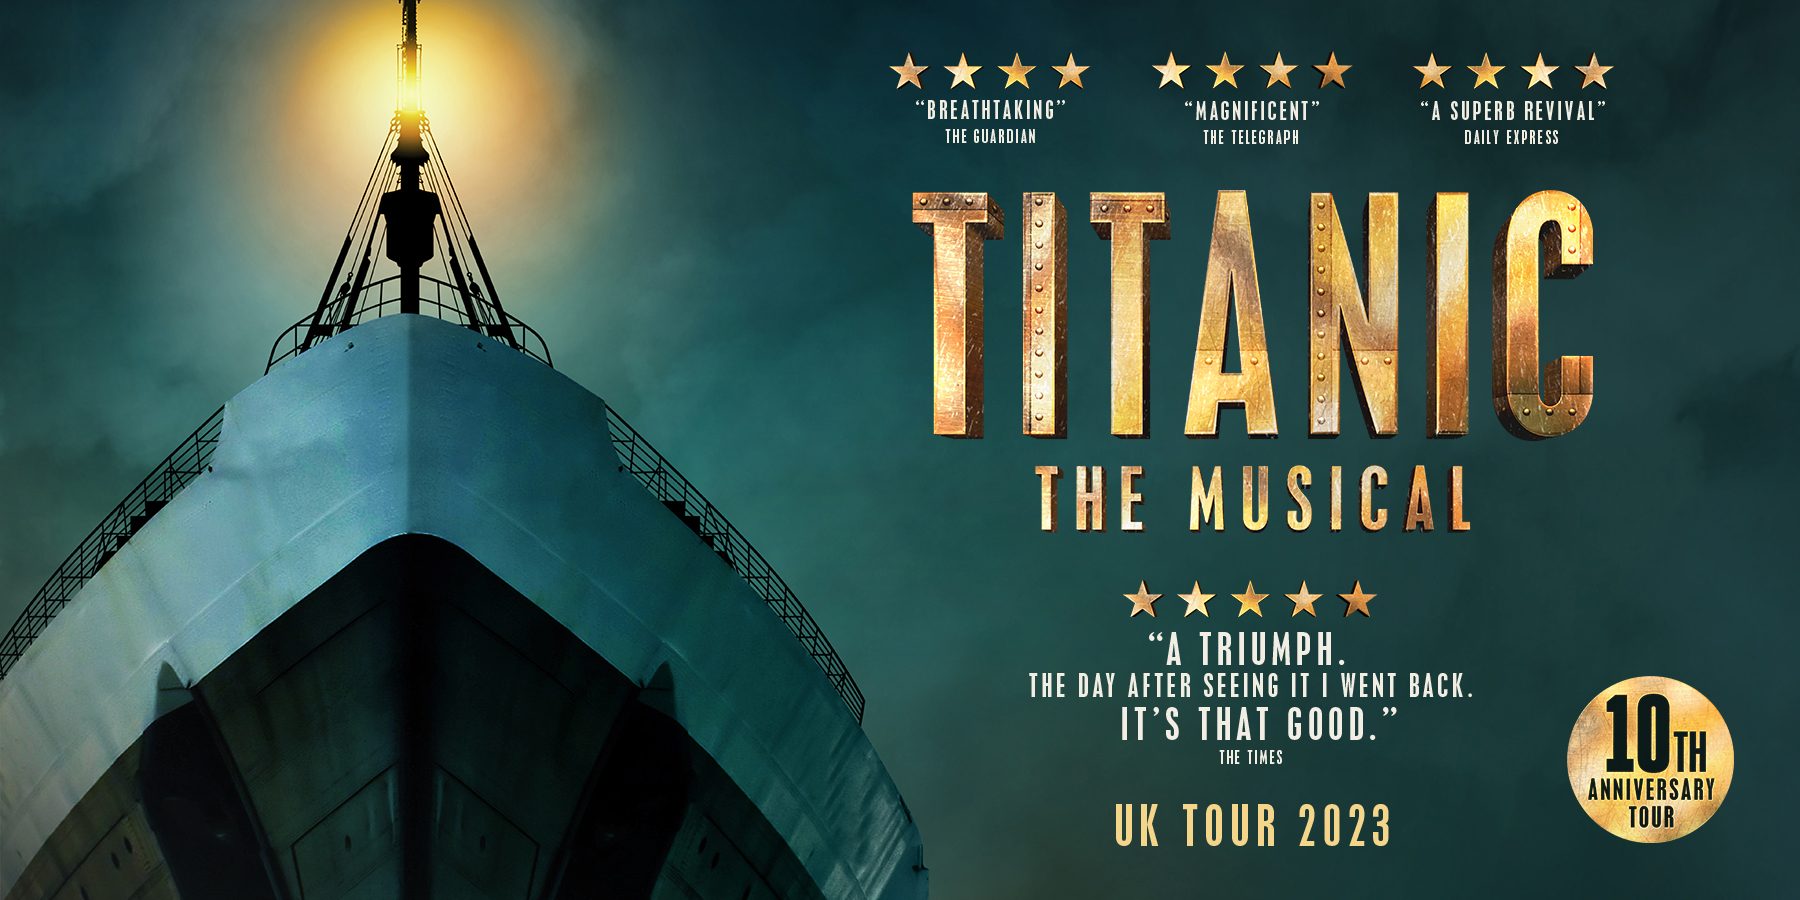 “BREATHTAKING”
THE GUARDIAN
“MAGNIFICENT”
THE TELEGRAPH
“A SUPERB REVIVAL”
DAILY EXPRESS
TITANIC
THE MUSICAL
“A TRIUMPH.
THE DAY AFTER SEEING IT I WENT BACK.
IT’S THAT GOOD.”
THE TIMES
UK TOUR 2023
10TH
ANNIVERSARY
TOUR